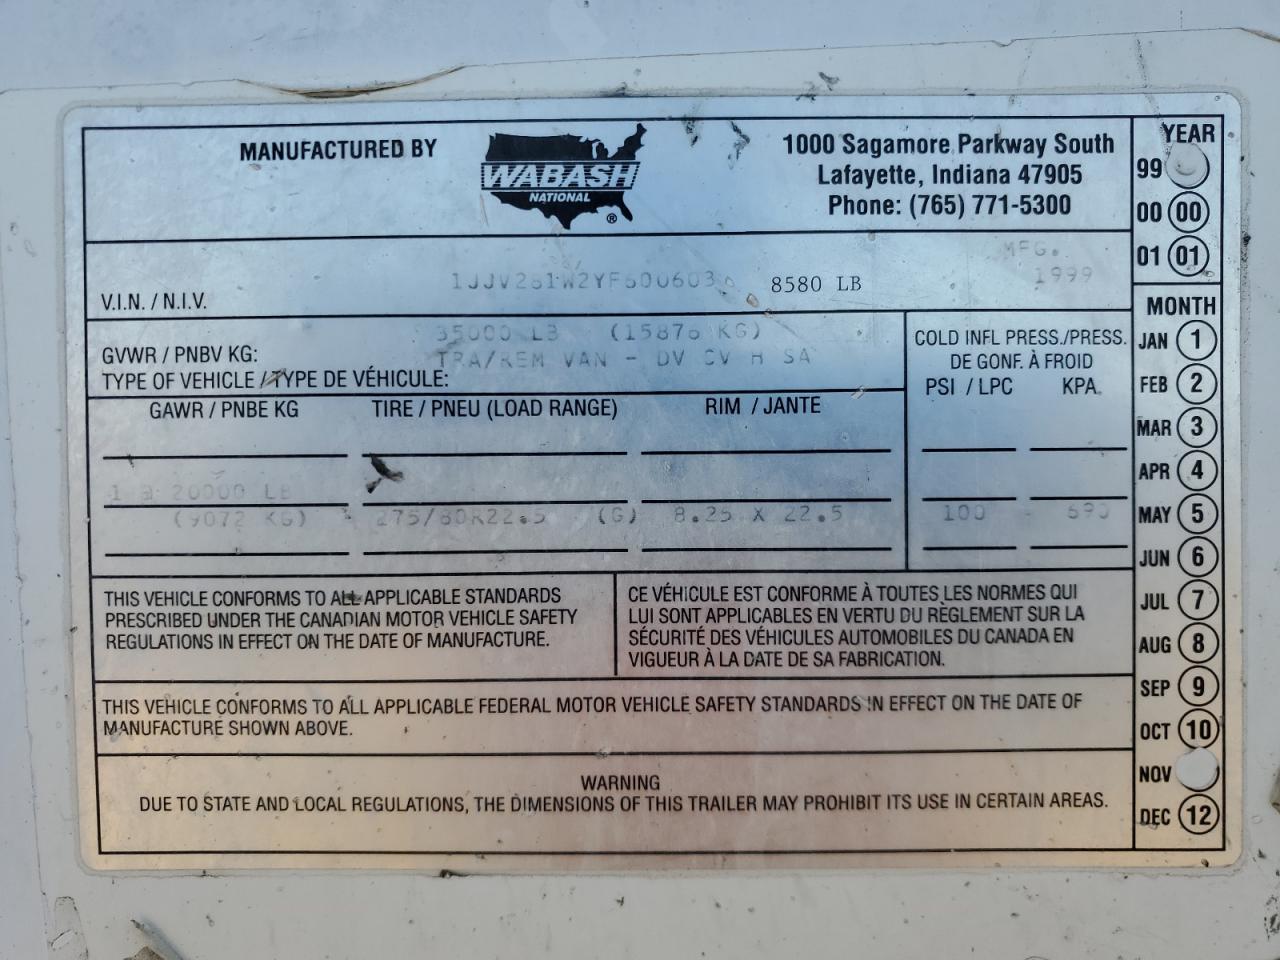 MANUFACTURED BY
WABASH
NATIONAL ®
1000 Sagamore Parkway South
Lafayette, Indiana 47905
Phone: (765) 771-5300
V.I.N. / N.I.V.
8580 LB
MFG.
1999
GVWR / PNBV KG: 35000 LB (15876 KG)
TYPE OF VEHICLE / TYPE DE VÉHICULE: TRA/REM VAN - DV CV H SA
GAWR / PNBE KG TIRE / PNEU (LOAD RANGE) RIM / JANTE
COLD INFL PRESS./PRESS.
DE GONF. À FROID
PSI / LPC KPA.
1 @ 20000 LB
(9072 KG) - 275/80R22.5 (G) 8.25 X 22.5 100 - 690
THIS VEHICLE CONFORMS TO ALL APPLICABLE STANDARDS
PRESCRIBED UNDER THE CANADIAN MOTOR VEHICLE SAFETY
REGULATIONS IN EFFECT ON THE DATE OF MANUFACTURE.
CE VÉHICULE EST CONFORME À TOUTES LES NORMES QUI
LUI SONT APPLICABLES EN VERTU DU RÈGLEMENT SUR LA
SÉCURITÉ DES VÉHICULES AUTOMOBILES DU CANADA EN
VIGUEUR À LA DATE DE SA FABRICATION.
THIS VEHICLE CONFORMS TO ALL APPLICABLE FEDERAL MOTOR VEHICLE SAFETY STANDARDS IN EFFECT ON THE DATE OF
MANUFACTURE SHOWN ABOVE.
WARNING
DUE TO STATE AND LOCAL REGULATIONS, THE DIMENSIONS OF THIS TRAILER MAY PROHIBIT ITS USE IN CERTAIN AREAS.
YEAR
99
00 00
01 01
MONTH
JAN 1
FEB 2
MAR 3
APR 4
MAY 5
JUN 6
JUL 7
AUG 8
SEP 9
OCT 10
NOV
DEC 12